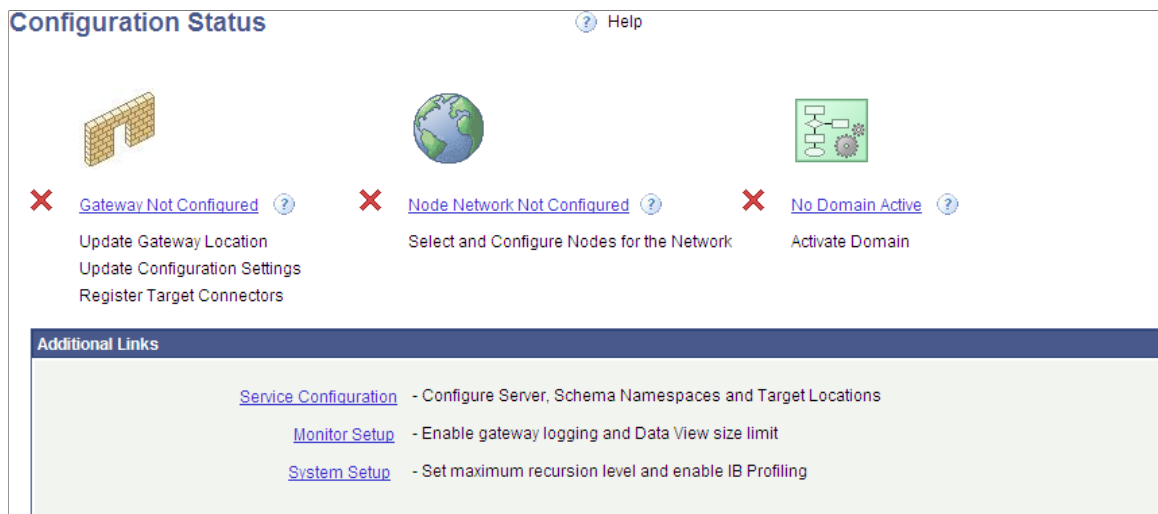 Configuration Status
Help
Gateway Not Configured
Node Network Not Configured
No Domain Active
Update Gateway Location
Select and Configure Nodes for the Network
Activate Domain
Update Configuration Settings
Register Target Connectors
Additional Links
Service Configuration - Configure Server, Schema Namespaces and Target Locations
Monitor Setup - Enable gateway logging and Data View size limit
System Setup - Set maximum recursion level and enable IB Profiling